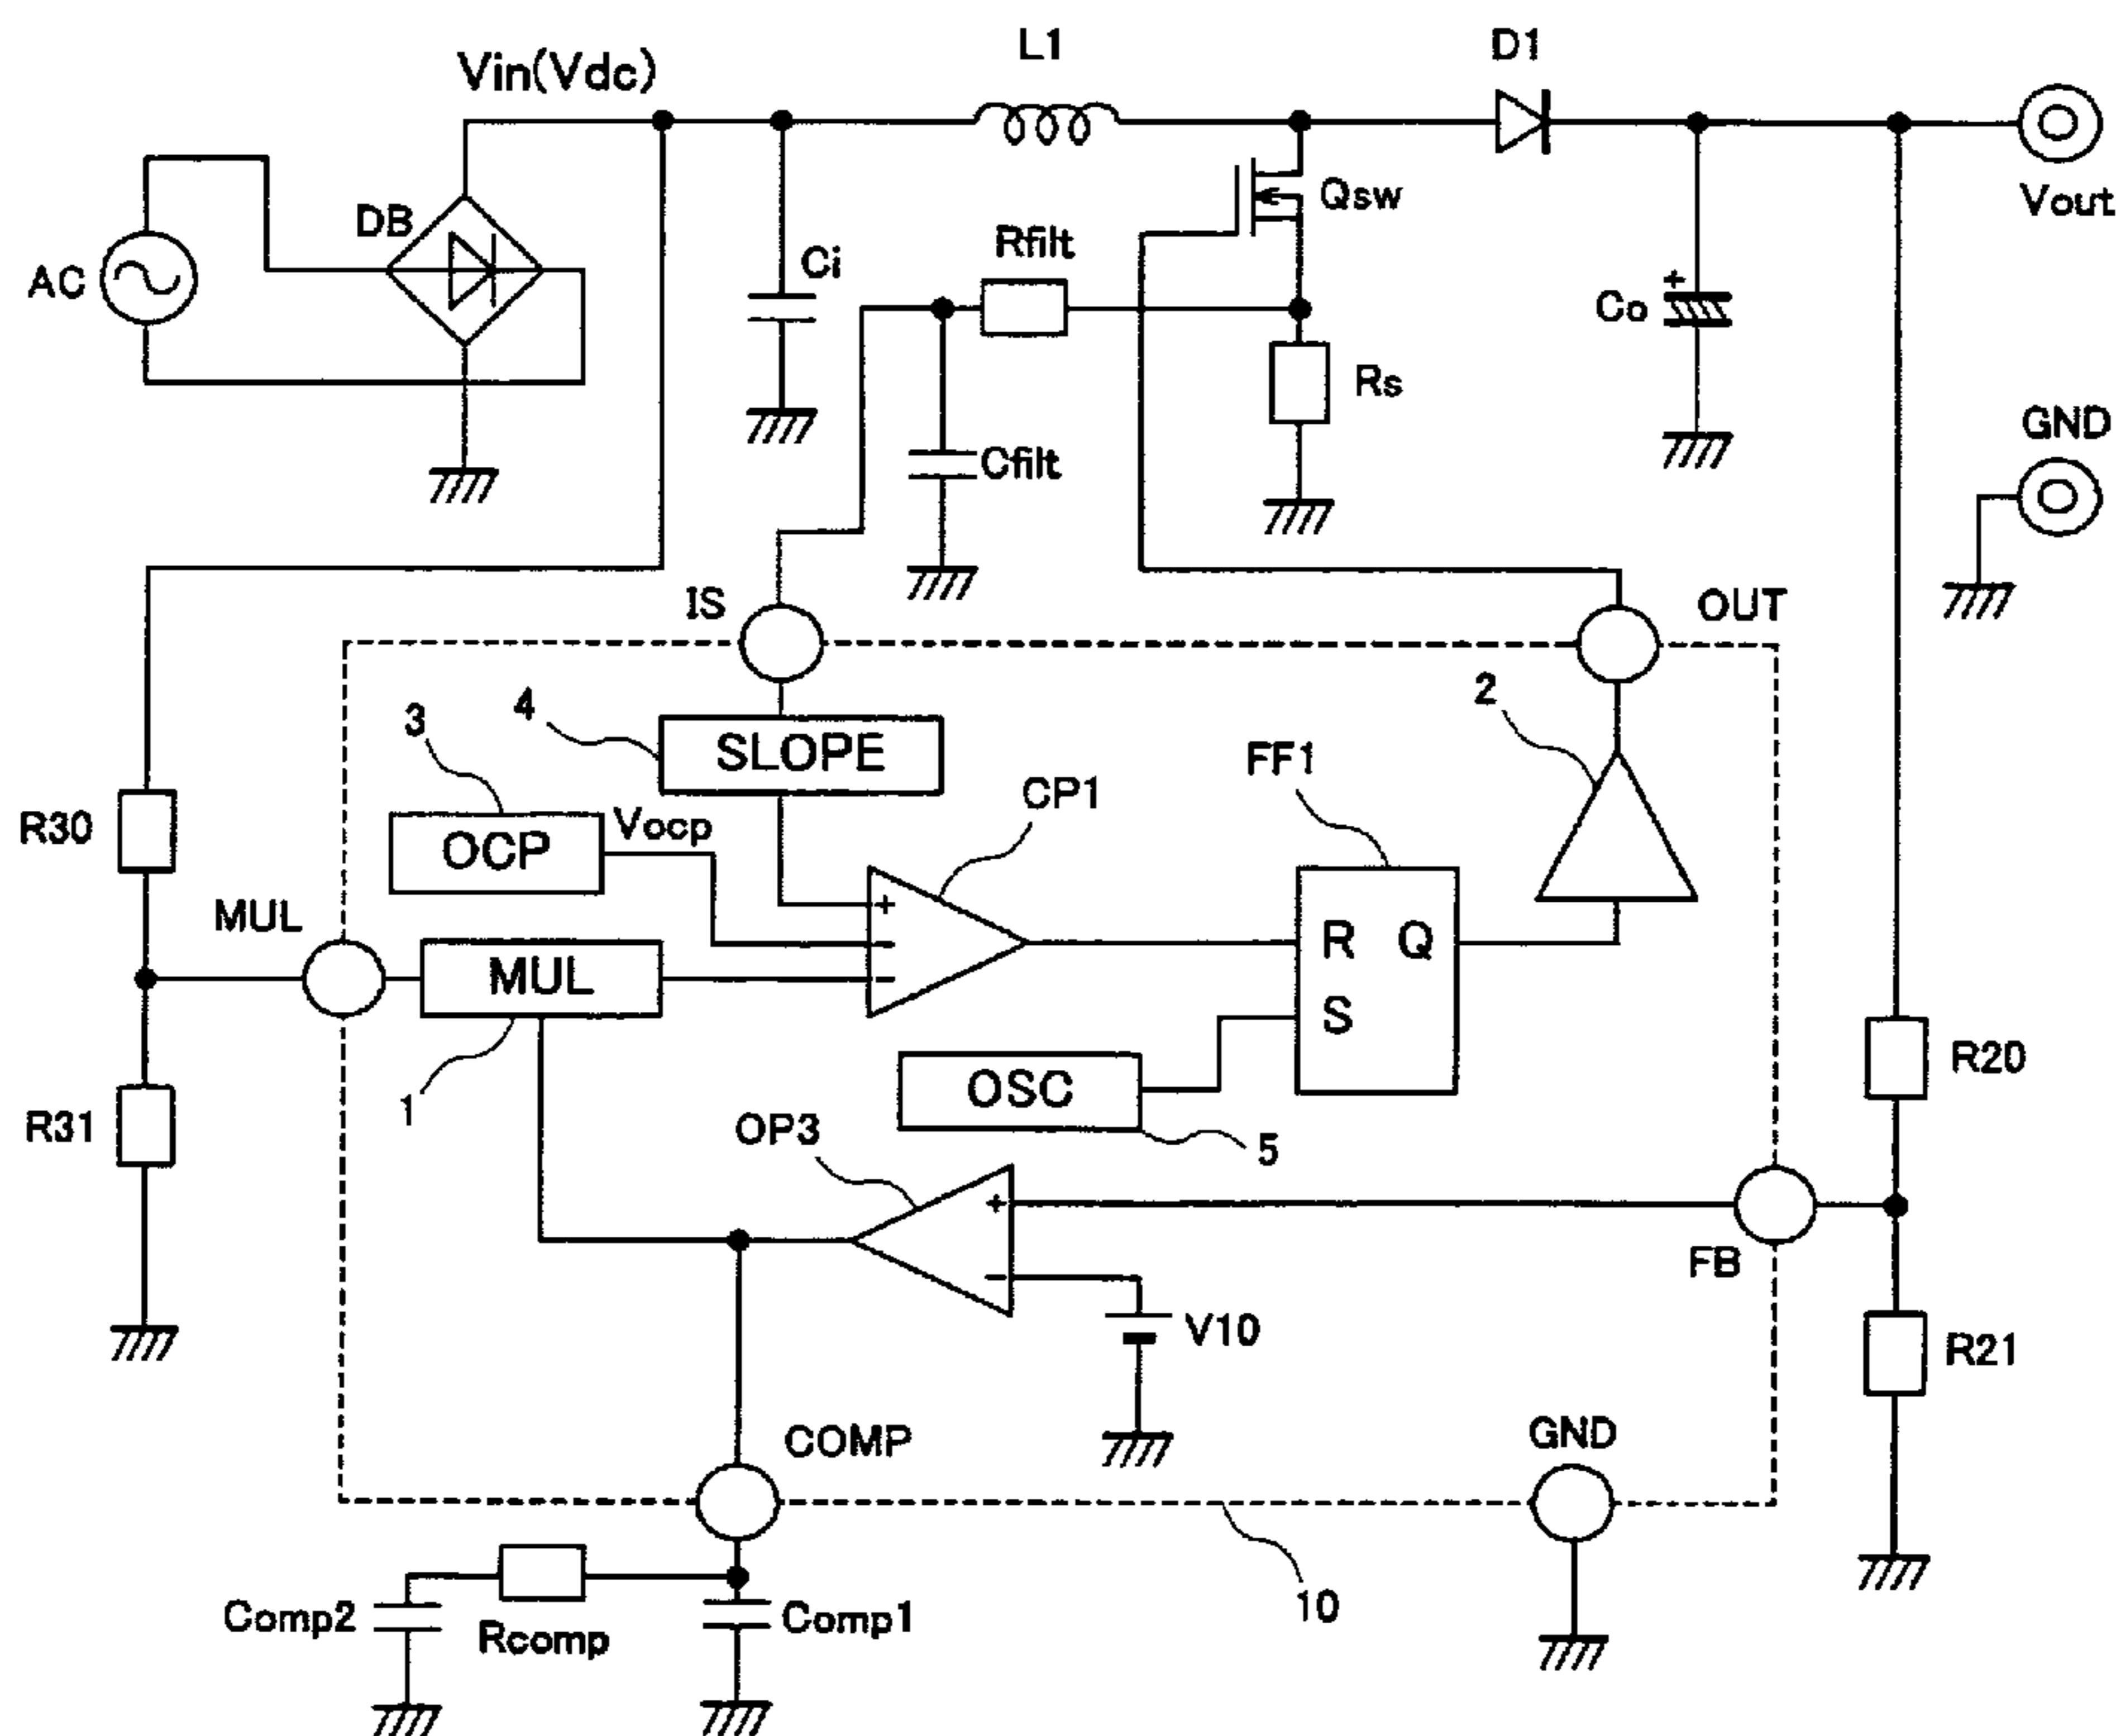 L1
D1
Vin(Vdc)
DB
Qsw
Vout
AC
Ci
Rfilt
+
Co
Rs
GND
Cfilt
IS
OUT
2
3
4
SLOPE
FF1
CP1
R30
OCP
Vocp
+
MUL
-
R Q
MUL
-
S
R20
1
OSC
R31
OP3
5
+
FB
-
V10
R21
COMP
GND
10
Comp2
Rcomp
Comp1